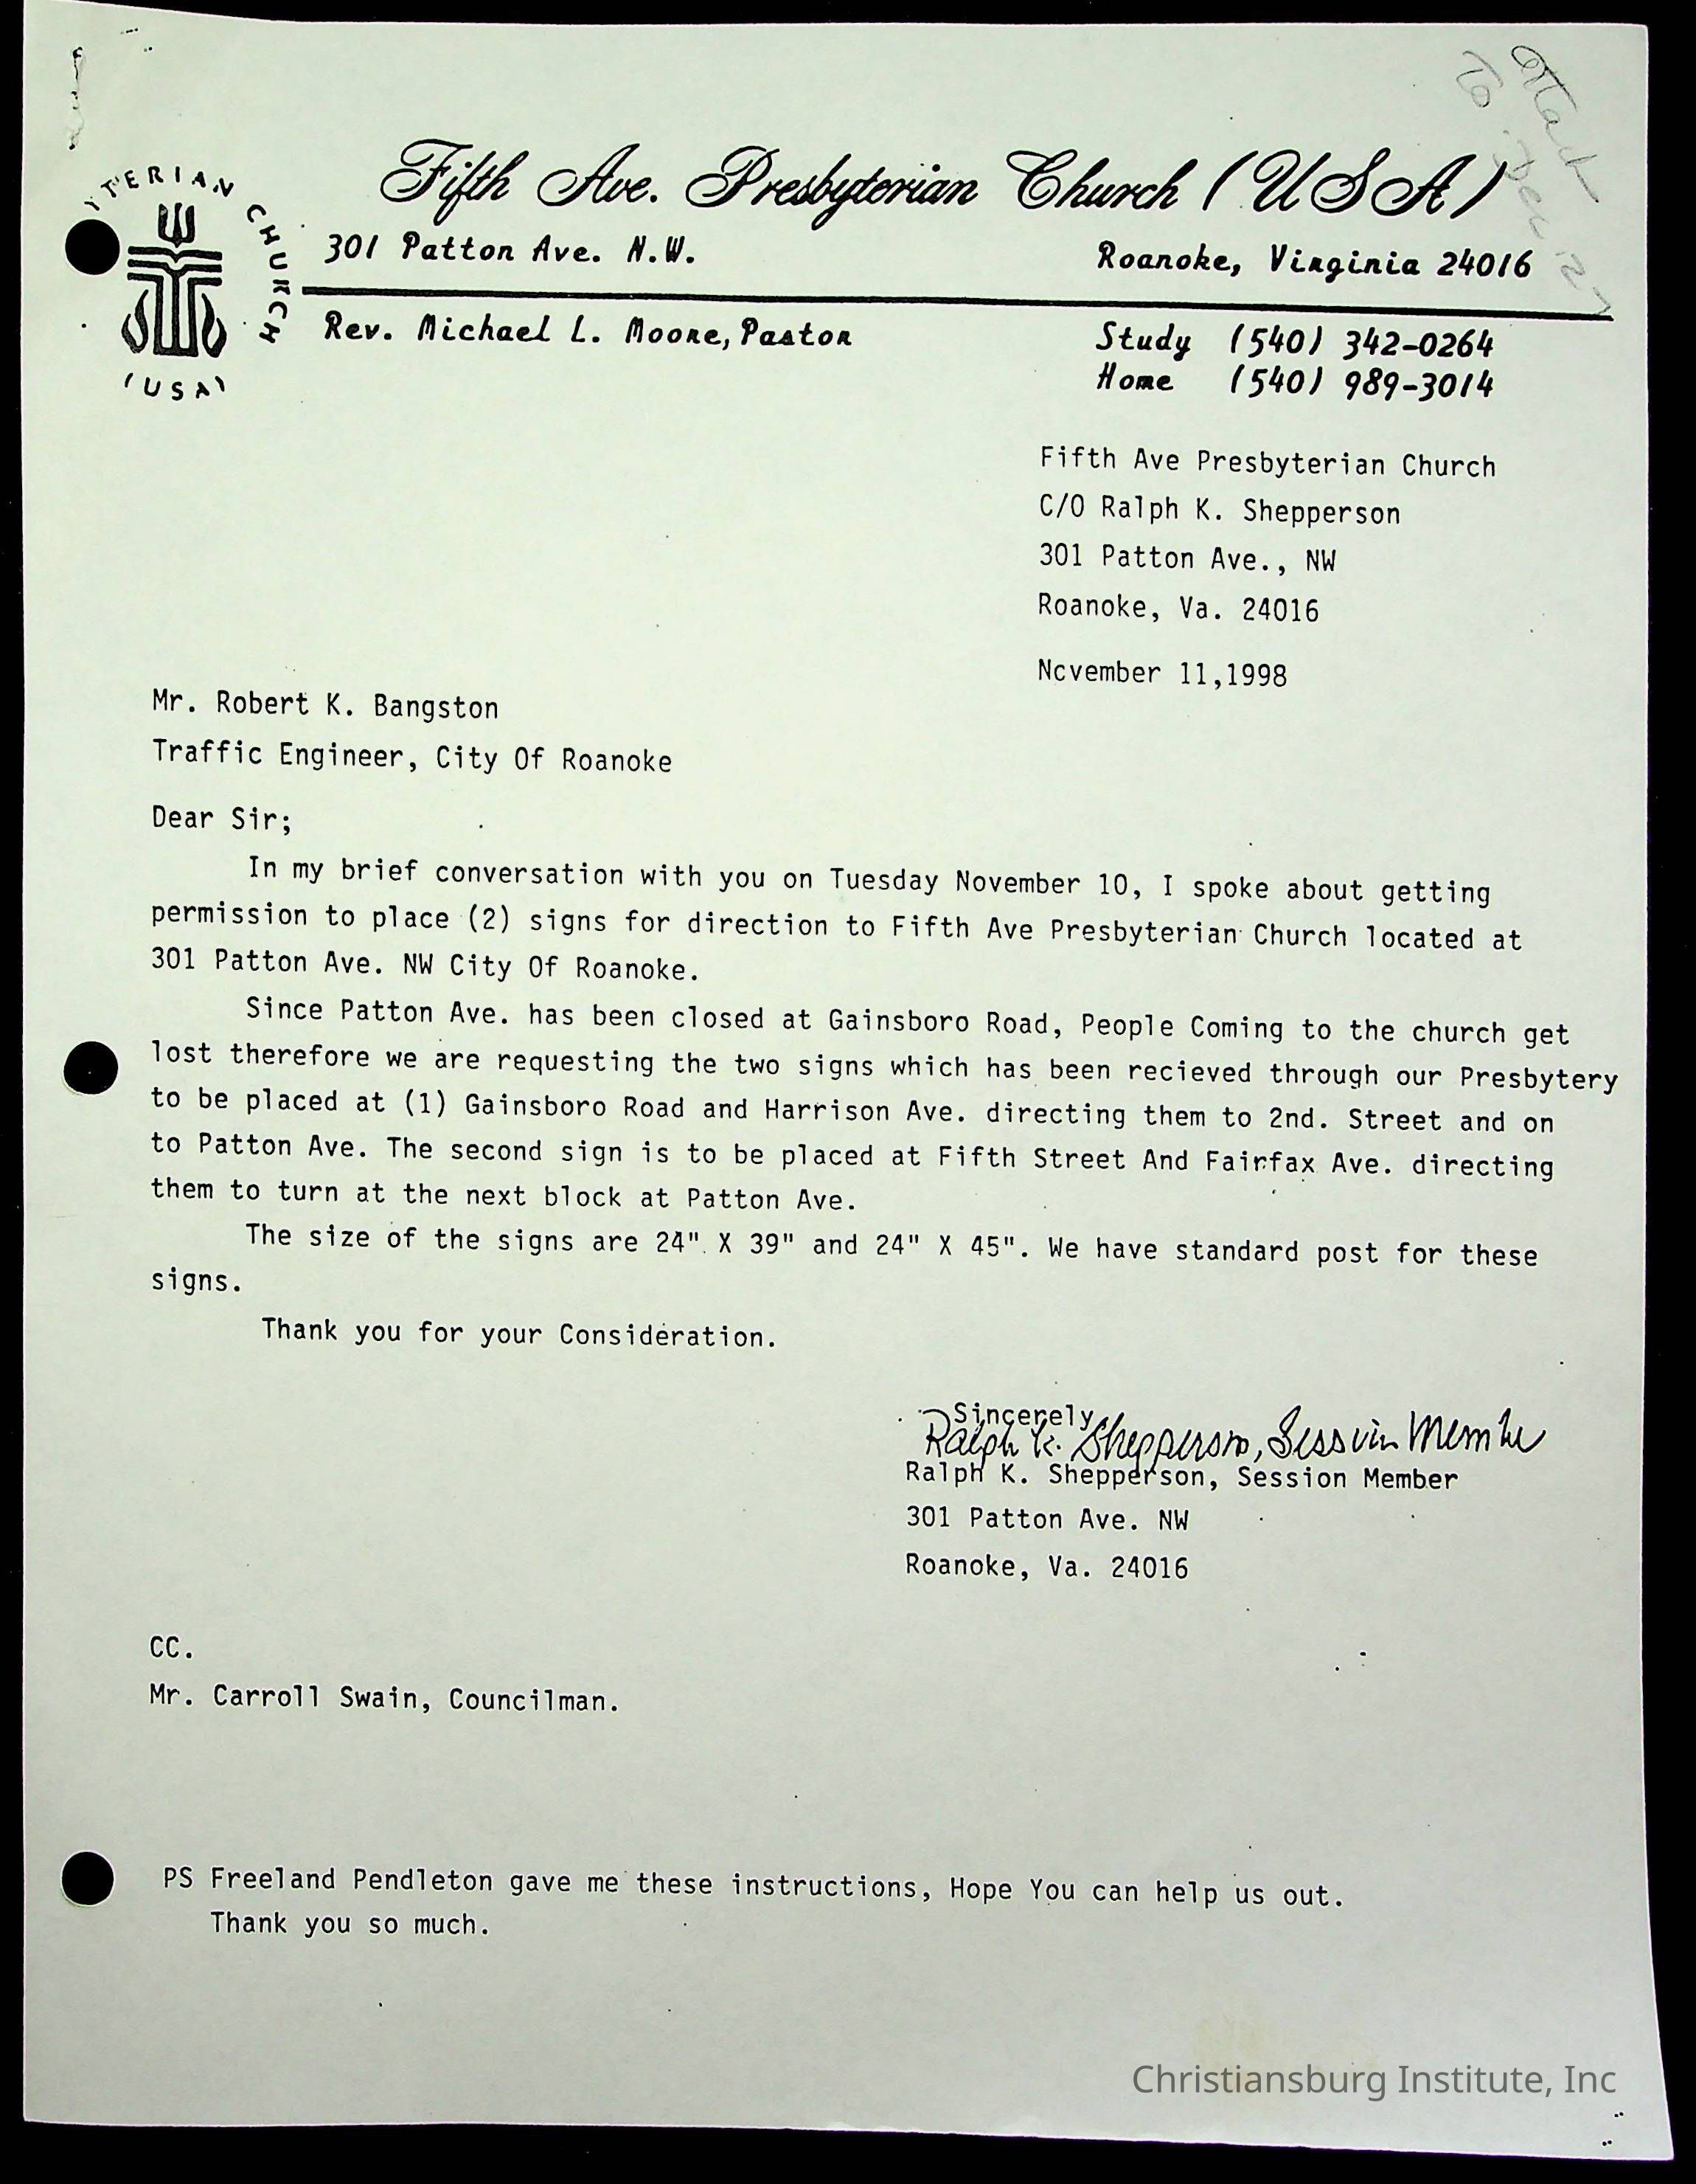 Attach
To
Fifth Ave. Presbyterian Church (USA)
TERIAN CHURCH
(USA)
301 Patton Ave. N.W.
Roanoke, Virginia 24016
Rev. Michael L. Moore, Pastor
Study (540) 342-0264
Home (540) 989-3014
Fifth Ave Presbyterian Church
C/O Ralph K. Shepperson
301 Patton Ave., NW
Roanoke, Va. 24016
November 11,1998
Mr. Robert K. Bangston
Traffic Engineer, City Of Roanoke
Dear Sir;
In my brief conversation with you on Tuesday November 10, I spoke about getting
permission to place (2) signs for direction to Fifth Ave Presbyterian Church located at
301 Patton Ave. NW City Of Roanoke.
Since Patton Ave. has been closed at Gainsboro Road, People Coming to the church get
lost therefore we are requesting the two signs which has been recieved through our Presbytery
to be placed at (1) Gainsboro Road and Harrison Ave. directing them to 2nd. Street and on
to Patton Ave. The second sign is to be placed at Fifth Street And Fairfax Ave. directing
them to turn at the next block at Patton Ave.
The size of the signs are 24" X 39" and 24" X 45". We have standard post for these
signs.
Thank you for your Consideration.
Sincerely,
Ralph K. Shepperson, Session Member
Ralph K. Shepperson, Session Member
301 Patton Ave. NW
Roanoke, Va. 24016
CC.
Mr. Carroll Swain, Councilman.
PS Freeland Pendleton gave me these instructions, Hope You can help us out.
Thank you so much.
Christiansburg Institute, Inc